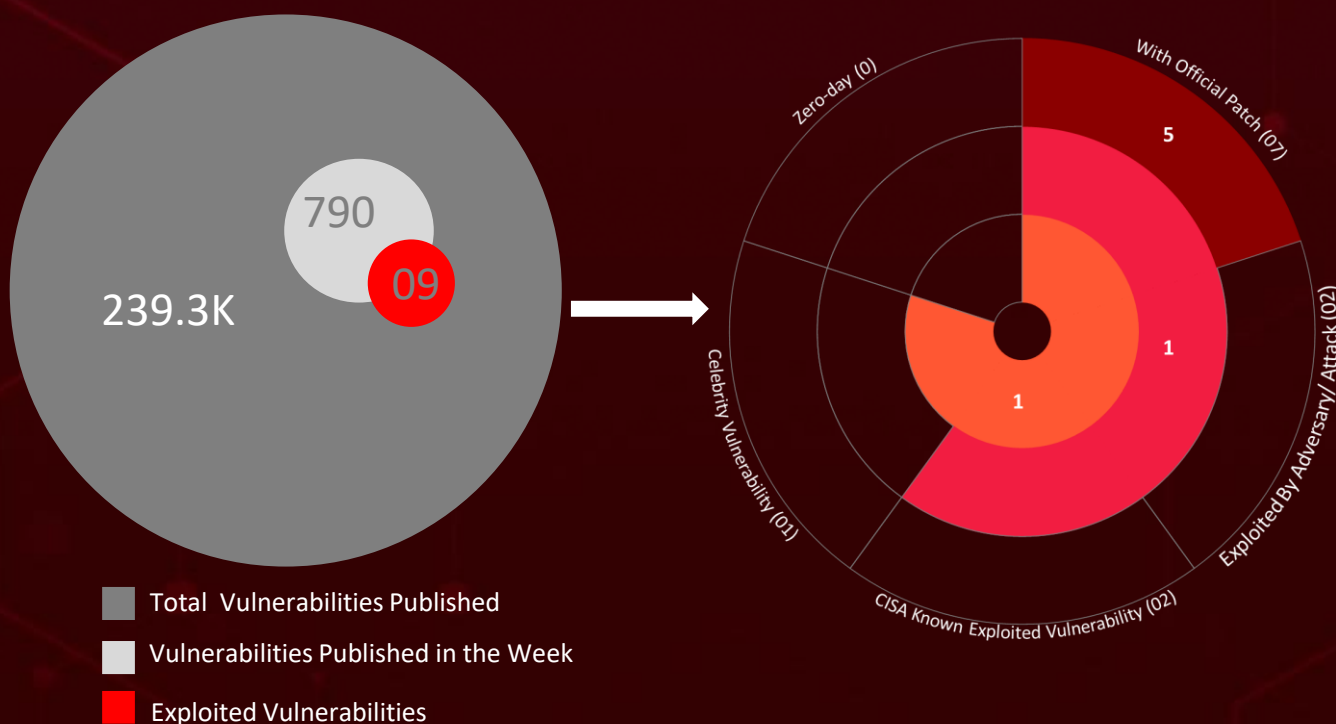 239.3K
790
09
Total Vulnerabilities Published
Vulnerabilities Published in the Week
Exploited Vulnerabilities
Zero-day (0)
With Official Patch (07)
Exploited By Adversary/ Attack (02)
CISA Known Exploited Vulnerability (02)
Celebrity Vulnerability (01)
5
1
1